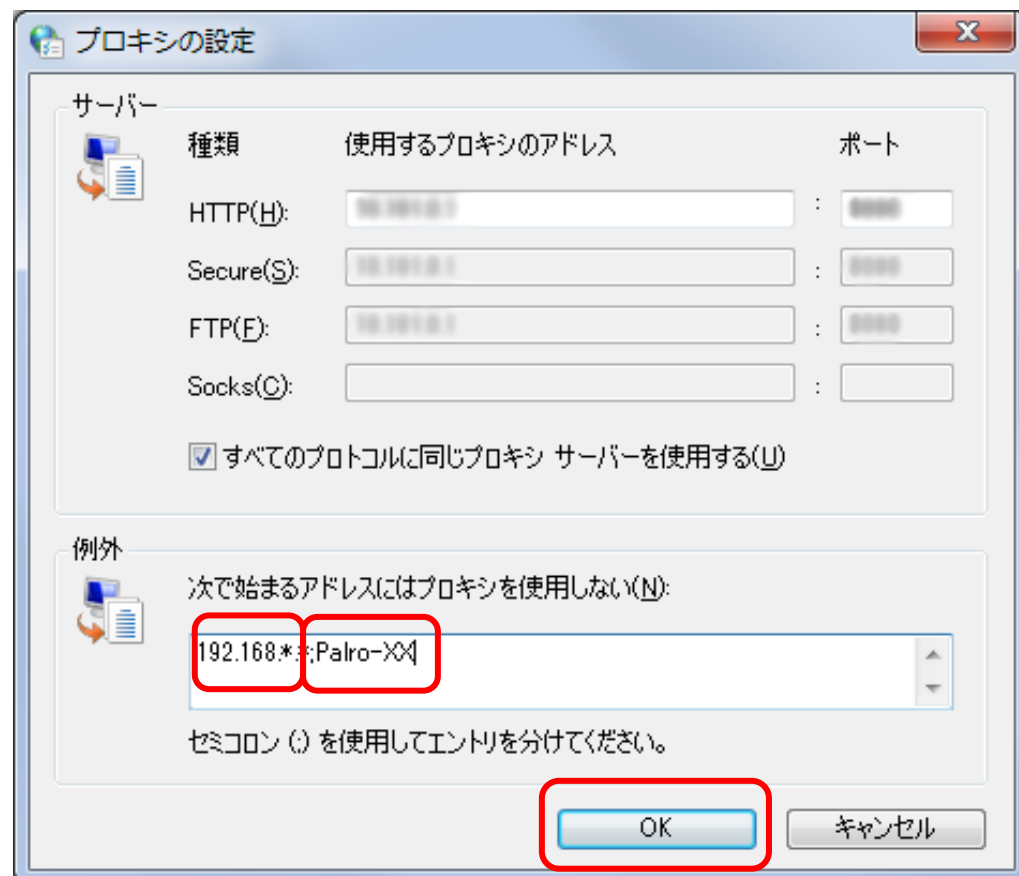 プロキシの設定
サーバー
種類 使用するプロキシのアドレス ポート
HTTP(H): :
Secure(S): :
FTP(F): :
Socks(C): :
すべてのプロトコルに同じプロキシ サーバーを使用する(U)
例外
次で始まるアドレスにはプロキシを使用しない(N):
192.168.*.*;Palro-XX
セミコロン (;) を使用してエントリを分けてください。
OK キャンセル